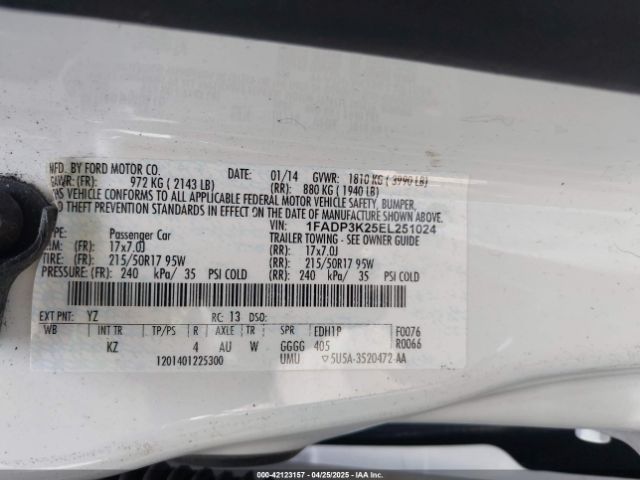 MFD. BY FORD MOTOR CO. DATE: 01/14 GVWR: 1810 KG ( 3990 LB)
GAWR: (FR): 972 KG ( 2143 LB) (RR): 880 KG ( 1940 LB)
THIS VEHICLE CONFORMS TO ALL APPLICABLE FEDERAL MOTOR VEHICLE SAFETY, BUMPER,
AND THEFT PREVENTION STANDARDS IN EFFECT ON THE DATE OF MANUFACTURE SHOWN ABOVE.
VIN: 1FADP3K25EL251024
TYPE: Passenger Car TRAILER TOWING - SEE OWNER GUIDE
RIM: (FR): 17x7.0J (RR): 17x7.0J
TIRE: (FR): 215/50R17 95W (RR): 215/50R17 95W
PRESSURE: (FR): 240 kPa/ 35 PSI COLD (RR): 240 kPa/ 35 PSI COLD
EXT PNT: YZ RC: 13 DSO:
WB INT TR TP/PS R AXLE TR SPR EDH1P F0076
KZ 4 AU W GGGG 405 R0066
1201401225300 UMU ▽5U5A-3520472-AA
000-42123157 - 04/25/2025 - IAAI.COM